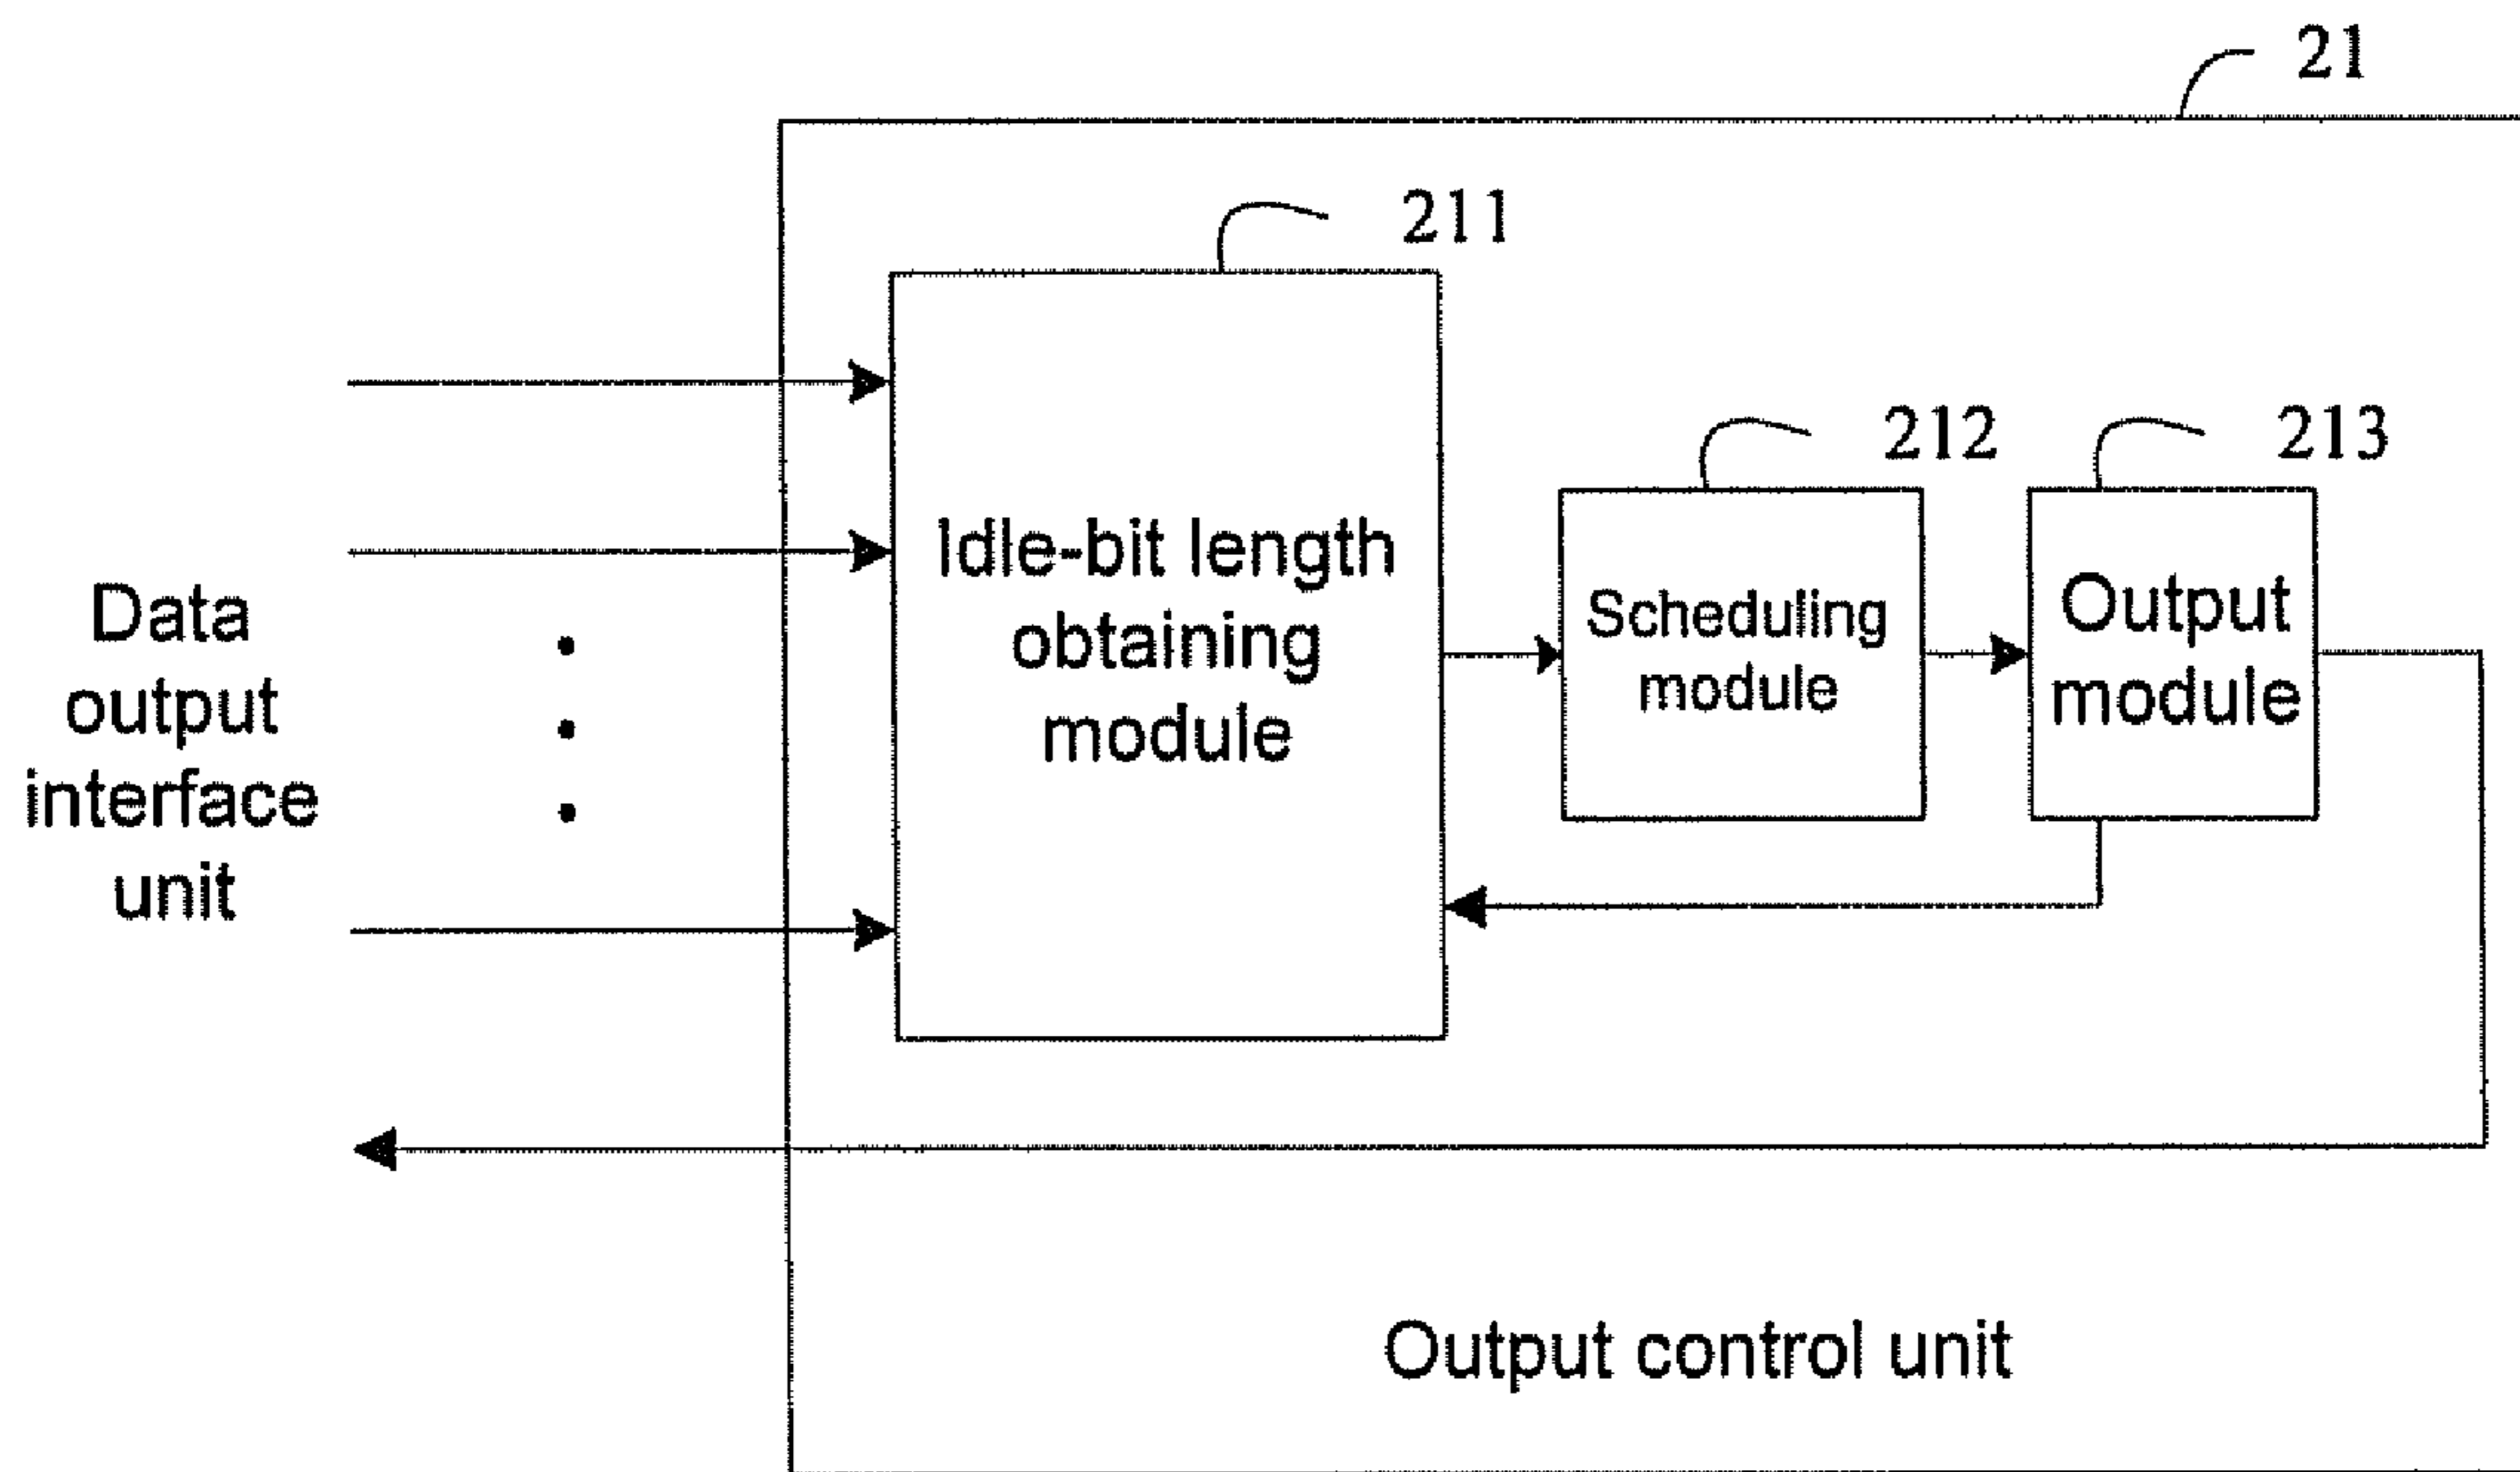 21
211
212
213
Data
output
interface
unit
Idle-bit length
obtaining
module
Scheduling
module
Output
module
Output control unit